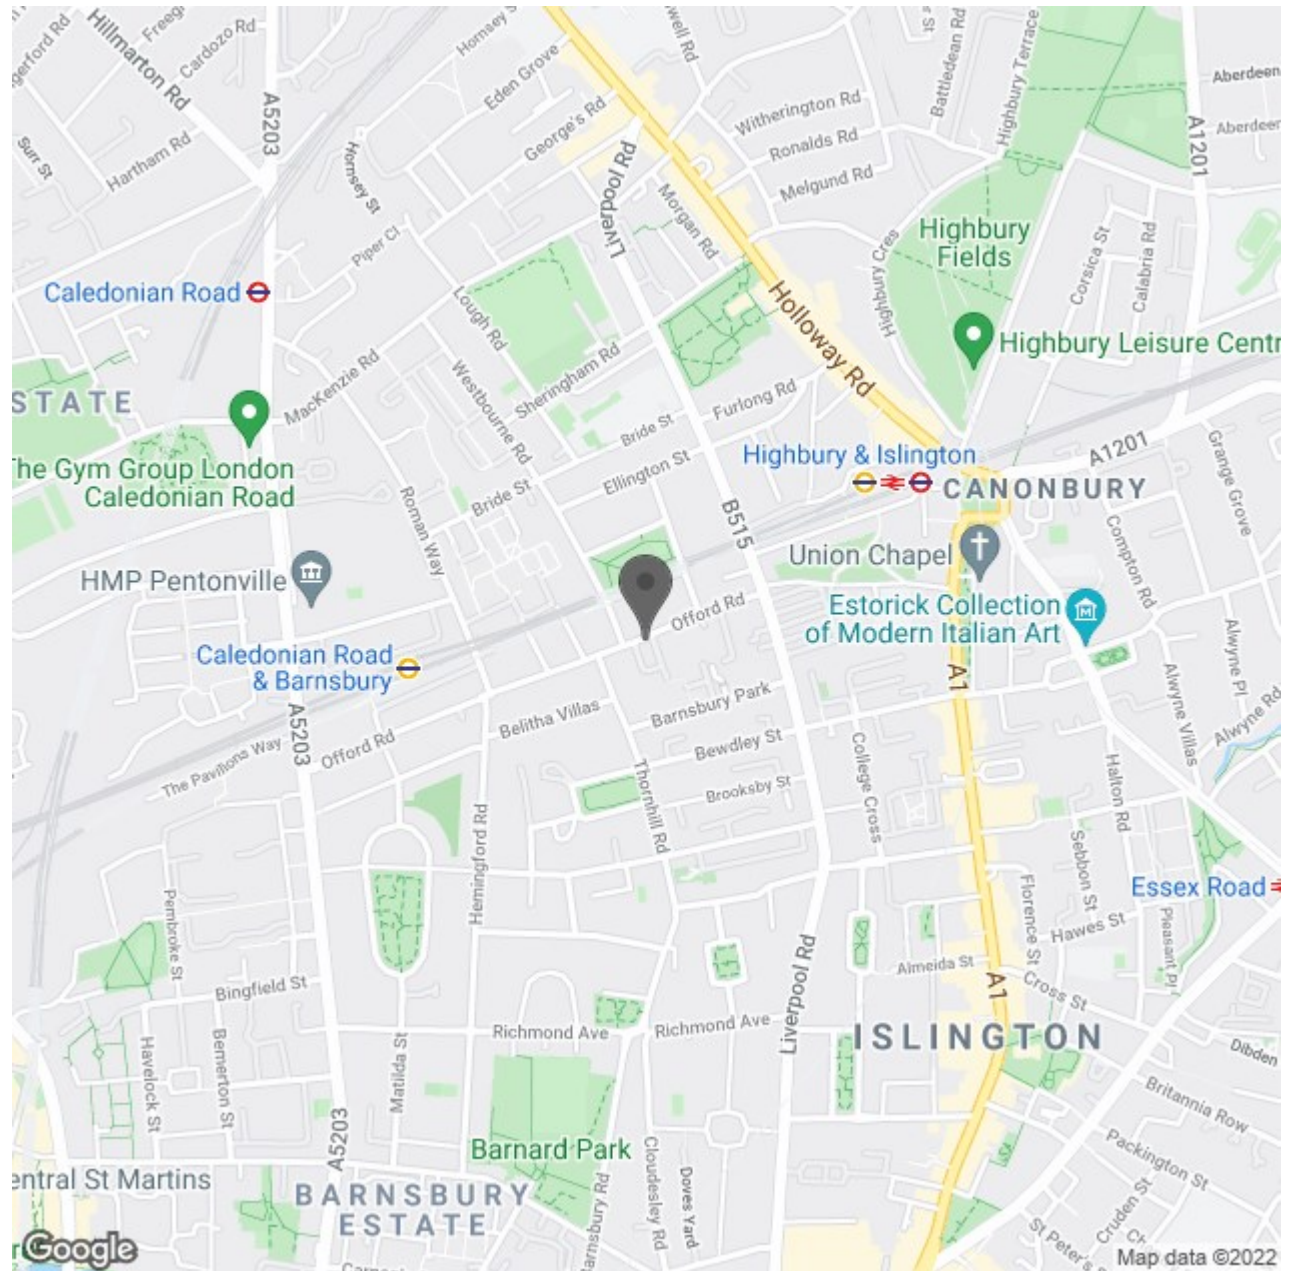 Hillmarton Rd
Cardozo Rd
A5203
Hartham Rd
Surr St
Hornsey St
Eden Grove
George's Rd
Liverpool Rd
Morgan Rd
Witherington Rd
Ronalds Rd
Melgund Rd
Battledean Rd
Highbury Terrace
Aberdeen
Aberdeen
A1201
Piper Cl
Caledonian Road
Lough Rd
Holloway Rd
Highbury Cres
Highbury
Fields
Corsica St
Calabria Rd
Highbury Leisure Centr
MacKenzie Rd
Westbourne Rd
Sheringham Rd
Furlong Rd
Bride St
STATE
The Gym Group London
Caledonian Road
Ellington St
Bride St
Roman Way
B515
Highbury & Islington
CANONBURY
A1201
Grange Grove
Compton Rd
HMP Pentonville
Union Chapel
Estorick Collection
of Modern Italian Art
Offord Rd
Caledonian Road
& Barnsbury
A5203
A1
Alwyne Pl
Alwyne Villas
Alwyne Rd
Belitha Villas
Barnsbury Park
Bewdley St
Brooksby St
College Cross
Offord Rd
The Pavilions Way
Thornhill Rd
Hemingford Rd
Halton Rd
Sebbon St
Essex Road
Florence St
Hawes St
Pleasant Pl
Pembroke St
Bingfield St
Almeida St
A1
Cross St
Liverpool Rd
Richmond Ave
Richmond Ave
ISLINGTON
Dibden
Britannia Row
Havelock St
Bemerton St
Matilda St
A5203
Barnard Park
Cloudesley Rd
Doves Yard
Packington St
Cruden St
St Peter's
entral St Martins
BARNSBURY
ESTATE
arnsbury Rd
Google
Map data ©2022